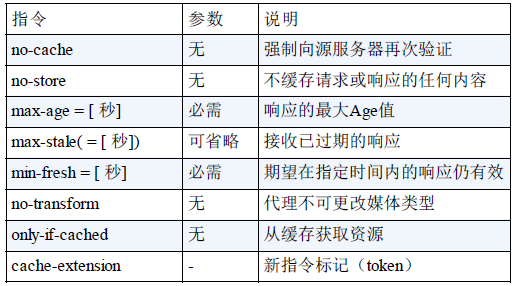 指令 参数 说明
no-cache 无 强制向源服务器再次验证
no-store 无 不缓存请求或响应的任何内容
max-age = [ 秒] 必需 响应的最大Age值
max-stale( = [ 秒]) 可省略 接收已过期的响应
min-fresh = [ 秒] 必需 期望在指定时间内的响应仍有效
no-transform 无 代理不可更改媒体类型
only-if-cached 无 从缓存获取资源
cache-extension - 新指令标记（token）